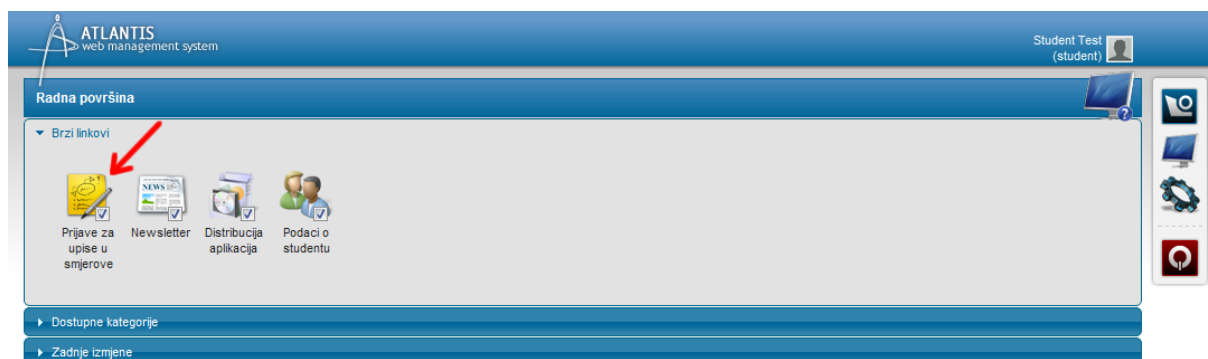 ATLANTIS
web management system
Student Test
(student)
Radna površina
Brzi linkovi
NEWS
Prijave za
upise u
smjerove
Newsletter
Distribucija
aplikacija
Podaci o
studentu
Dostupne kategorije
Zadnje izmjene